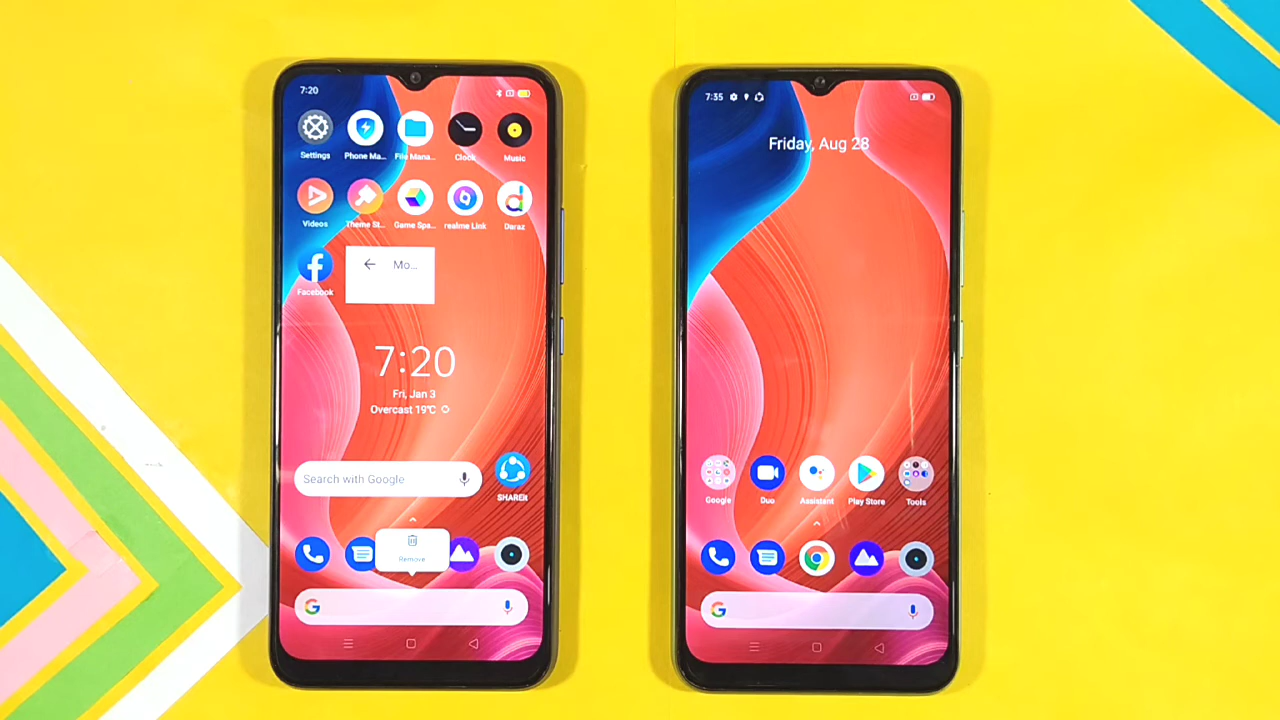 7:20
Settings
Phone Ma...
File Mana...
Clock
Music
Videos
Theme St...
Game Spa...
realme Link
Daraz
Facebook
Mo...
7:20
Fri, Jan 3
Overcast 19℃
Search with Google
SHAREit
Remove
7:35
Friday, Aug 28
Google
Duo
Assistant
Play Store
Tools